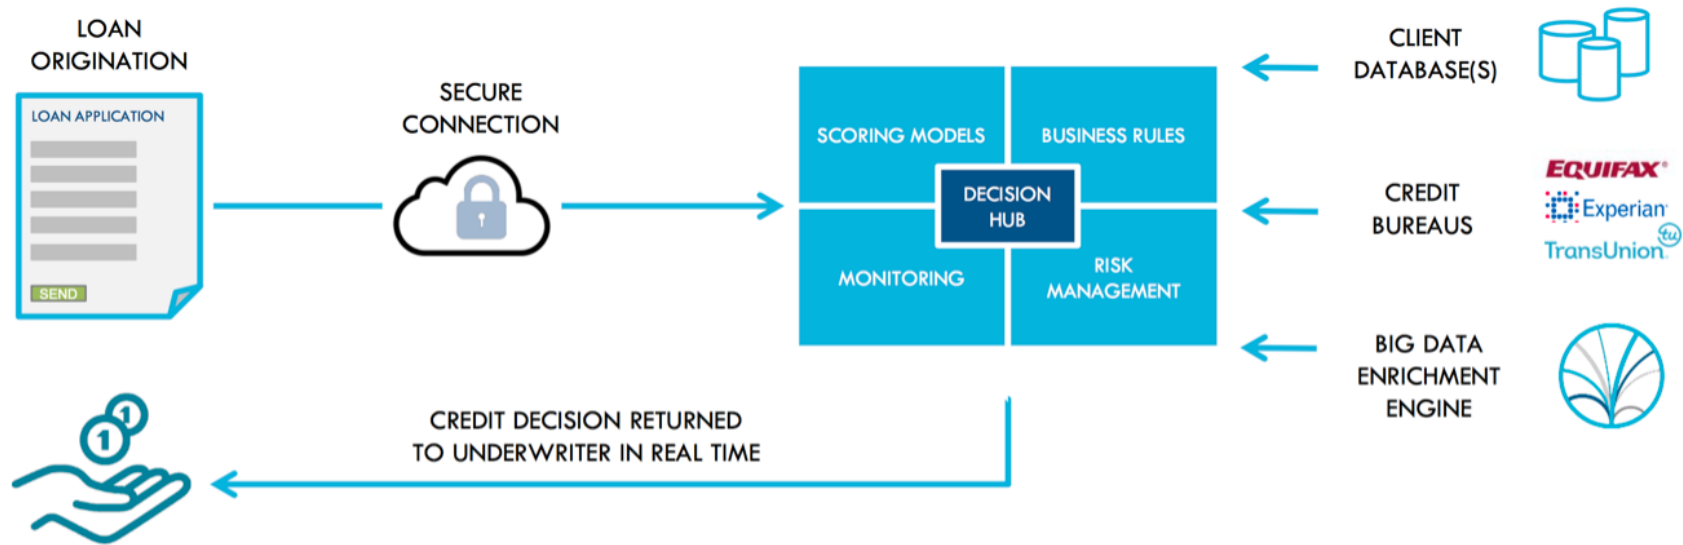 LOAN
ORIGINATION
LOAN APPLICATION
SEND
SECURE
CONNECTION
SCORING MODELS
BUSINESS RULES
DECISION
HUB
MONITORING
RISK
MANAGEMENT
CLIENT
DATABASE(S)
CREDIT
BUREAUS
EQUIFAX®
Experian
TransUnion
tu
BIG DATA
ENRICHMENT
ENGINE
1
1
CREDIT DECISION RETURNED
TO UNDERWRITER IN REAL TIME